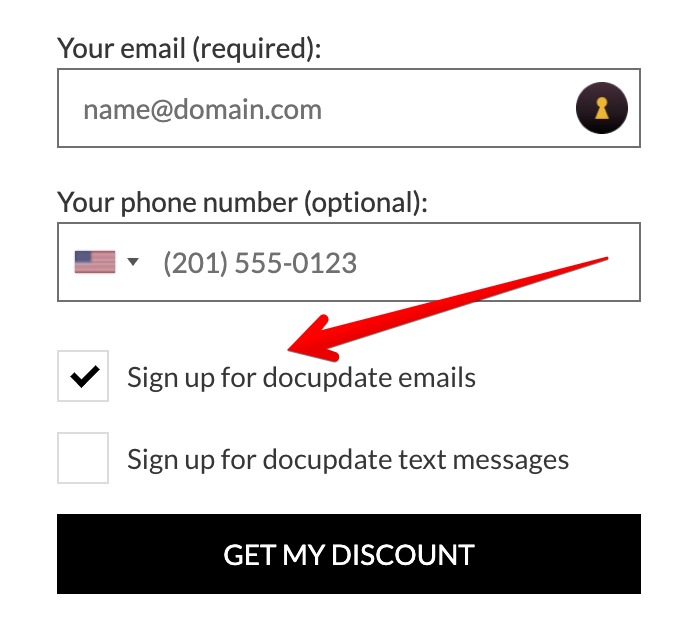 Your email (required):
name@domain.com
Your phone number (optional):
(201) 555-0123
Sign up for docupdate emails
Sign up for docupdate text messages
GET MY DISCOUNT